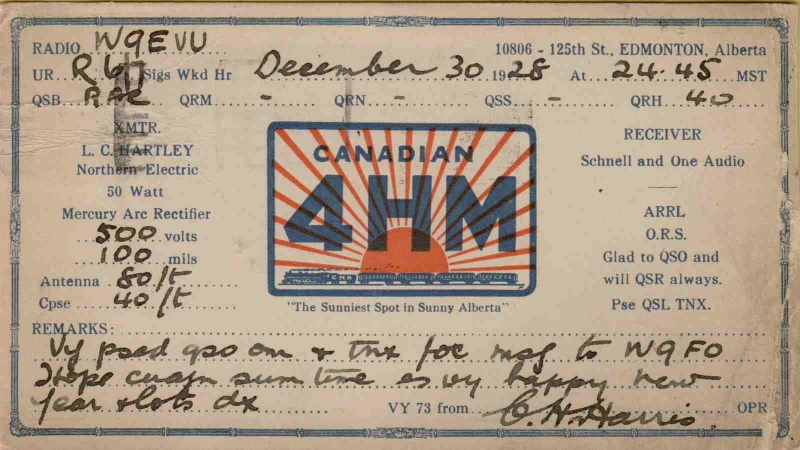 RADIO W9EVU 10806 - 125th St., EDMONTON, Alberta
UR R6 Sigs Wkd Hr December 30 1928 At 24.45 MST
QSB RAC QRM - QRN - QSS - QRH 40
XMTR.
L. C. HARTLEY
Northern Electric
50 Watt
Mercury Arc Rectifier
500 volts
100 mils
Antenna 80 ft
Cpse 40 ft
CANADIAN
4HM
CNR
"The Sunniest Spot in Sunny Alberta"
RECEIVER
Schnell and One Audio
ARRL
O.R.S.
Glad to QSO and
will QSR always.
Pse QSL TNX.
REMARKS:
Vy psed qso om & tnx for msg to W9FO
Hope cuagn sum time es vy happy new
year & lots dx VY 73 from C. H. Harris. OPR